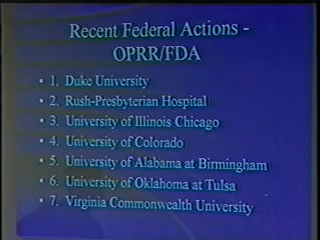 Recent Federal Actions -
OPRR/FDA
• 1. Duke University
• 2. Rush-Presbyterian Hospital
• 3. University of Illinois Chicago
• 4. University of Colorado
• 5. University of Alabama at Birmingham
• 6. University of Oklahoma at Tulsa
• 7. Virginia Commonwealth University